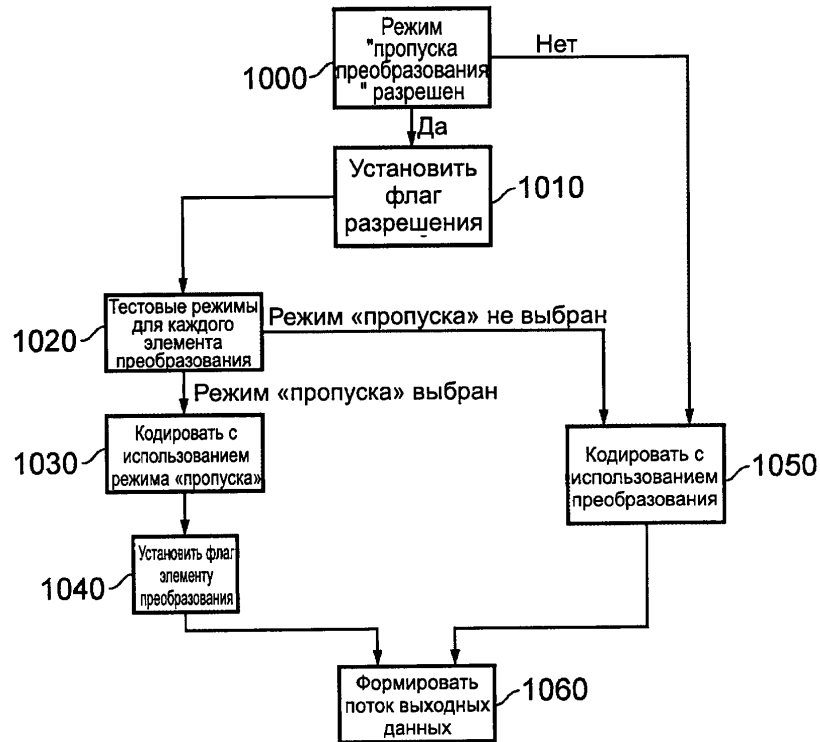 Режим
"пропуска
преобразования
" разрешен
1000
Нет
Да
Установить
флаг
разрешения
1010
Тестовые режимы
для каждого
элемента
преобразования
1020
Режим «пропуска» не выбран
Режим «пропуска» выбран
Кодировать с
использованием
режима «пропуска»
1030
Кодировать с
использованием
преобразования
1050
Установить флаг
элементу
преобразования
1040
Формировать
поток выходных
данных
1060